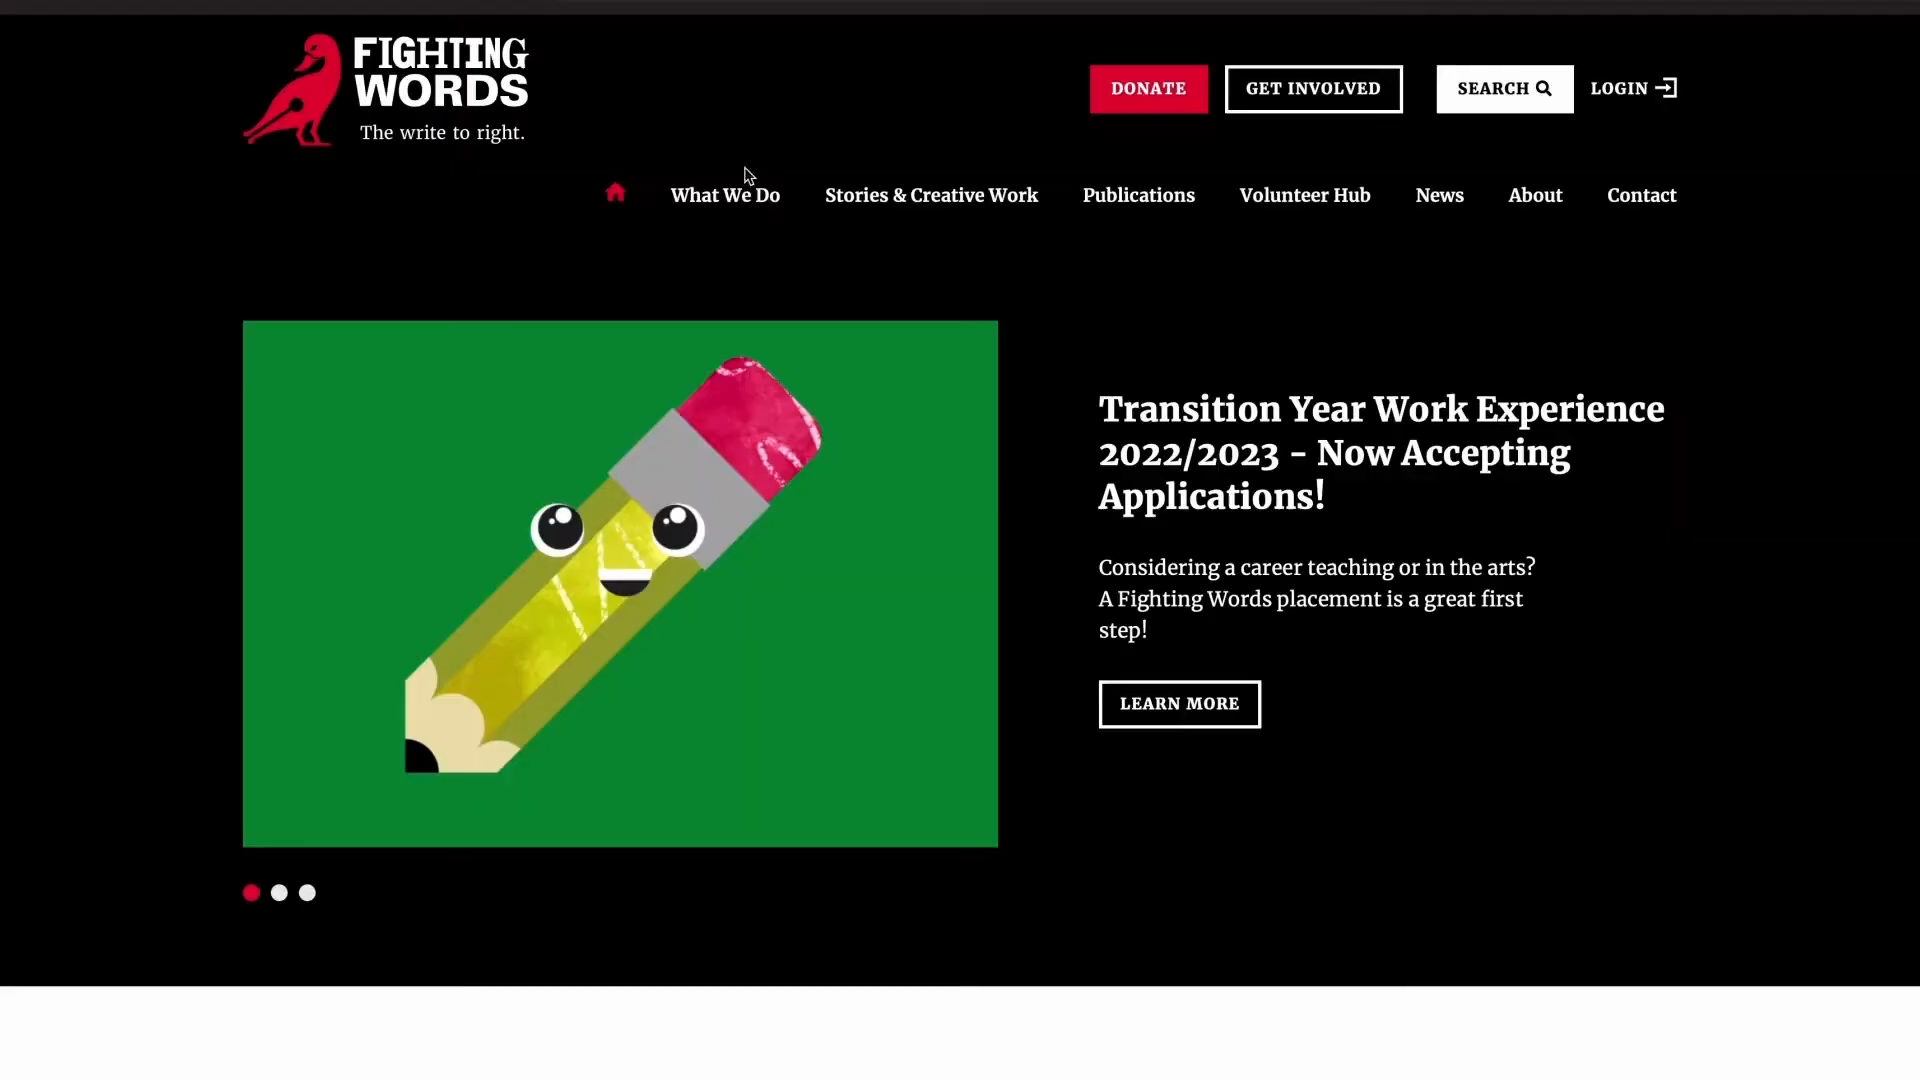 FIGHTING
WORDS
The write to right.
DONATE
GET INVOLVED
SEARCH
LOGIN
What We Do
Stories & Creative Work
Publications
Volunteer Hub
News
About
Contact
Transition Year Work Experience
2022/2023 - Now Accepting
Applications!
Considering a career teaching or in the arts?
A Fighting Words placement is a great first
step!
LEARN MORE